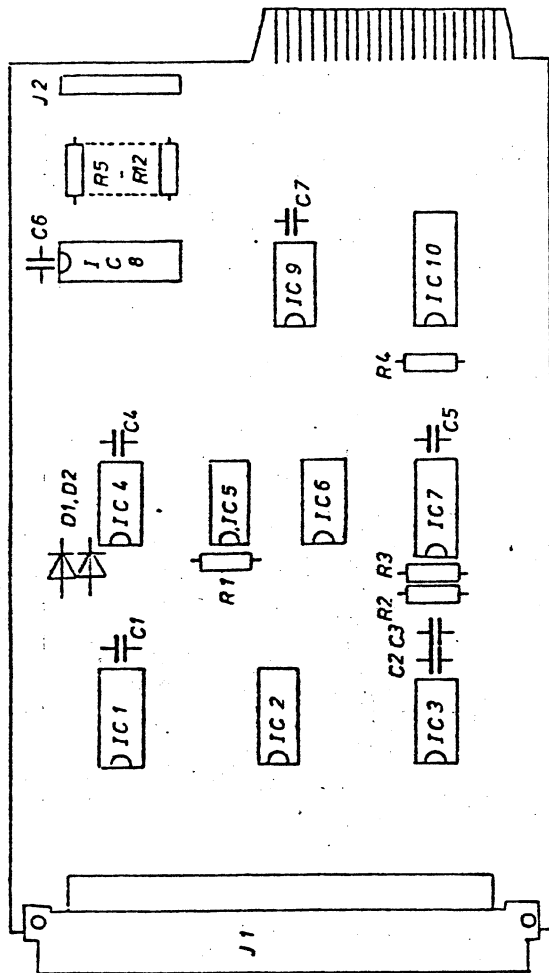 J2
R5
-
R12
C6
IC8
C7
IC9
IC10
R4
D1,D2
C4
IC4
IC5
R1
IC6
C5
IC7
R3
R2
C1
IC1
IC2
C2 C3
IC3
J1